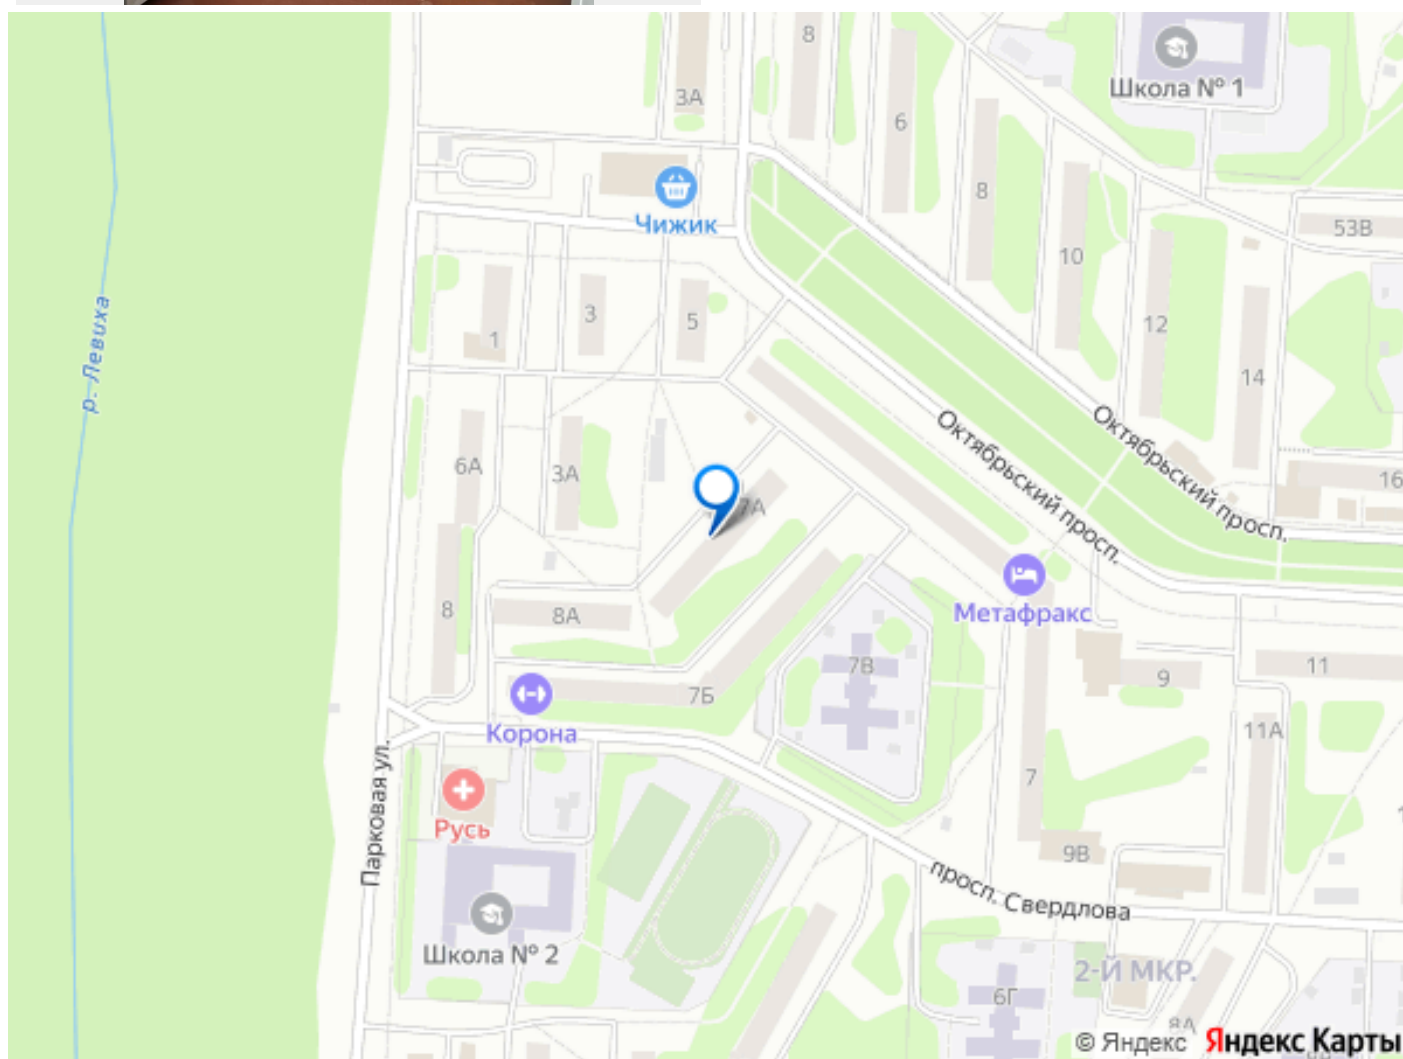 8
Школа № 1
3А
6
8
Чижик
53В
10
12
1
3
5
14
р. Левиха
Октябрьский просп.
Октябрьский просп.
6А
3А
7А
16
Метафракс
8
8А
7Б
7В
9
11
Корона
11А
7
Парковая ул.
Русь
9В
просп. Свердлова
Школа № 2
2-Й МКР.
6Г
8А
© Яндекс Яндекс Карты